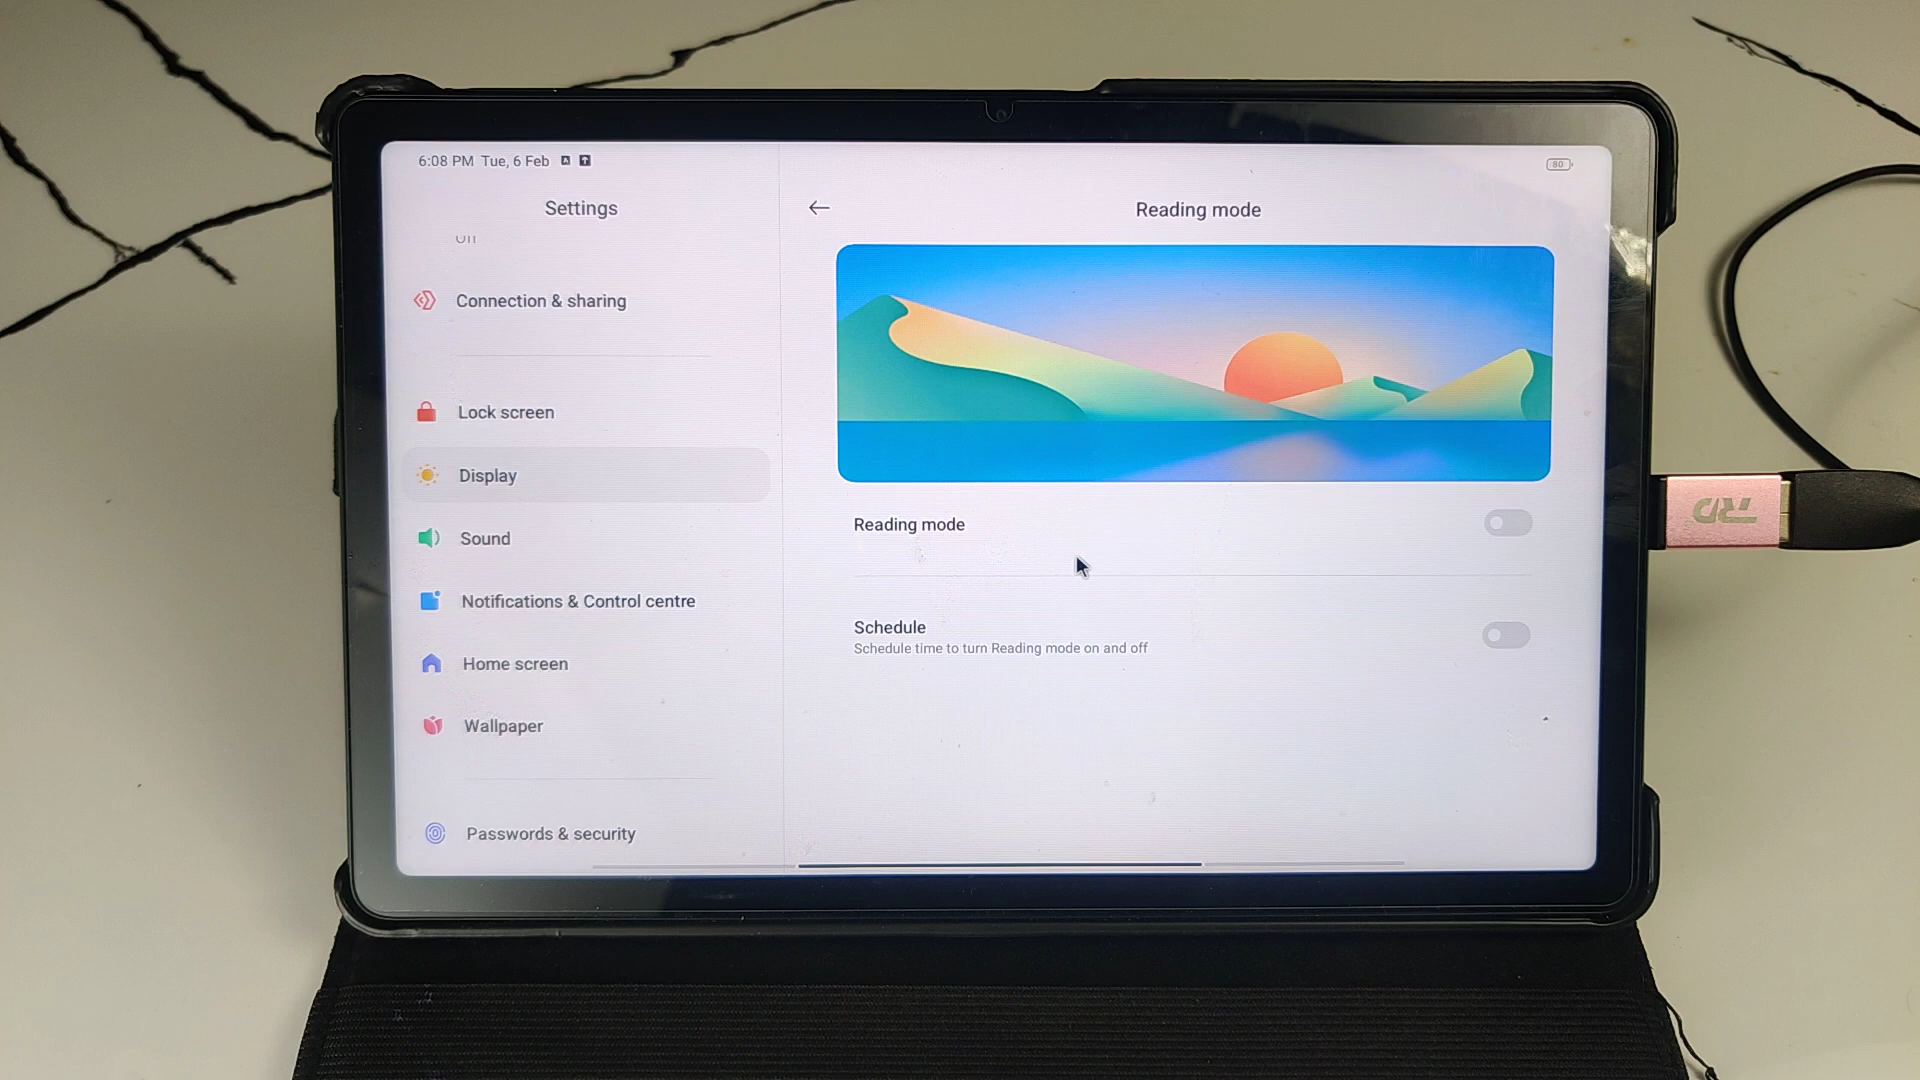 6:08 PM Tue, 6 Feb
80
Settings
Connection & sharing
Lock screen
Display
Sound
Notifications & Control centre
Home screen
Wallpaper
Passwords & security
Reading mode
Reading mode
Schedule
Schedule time to turn Reading mode on and off